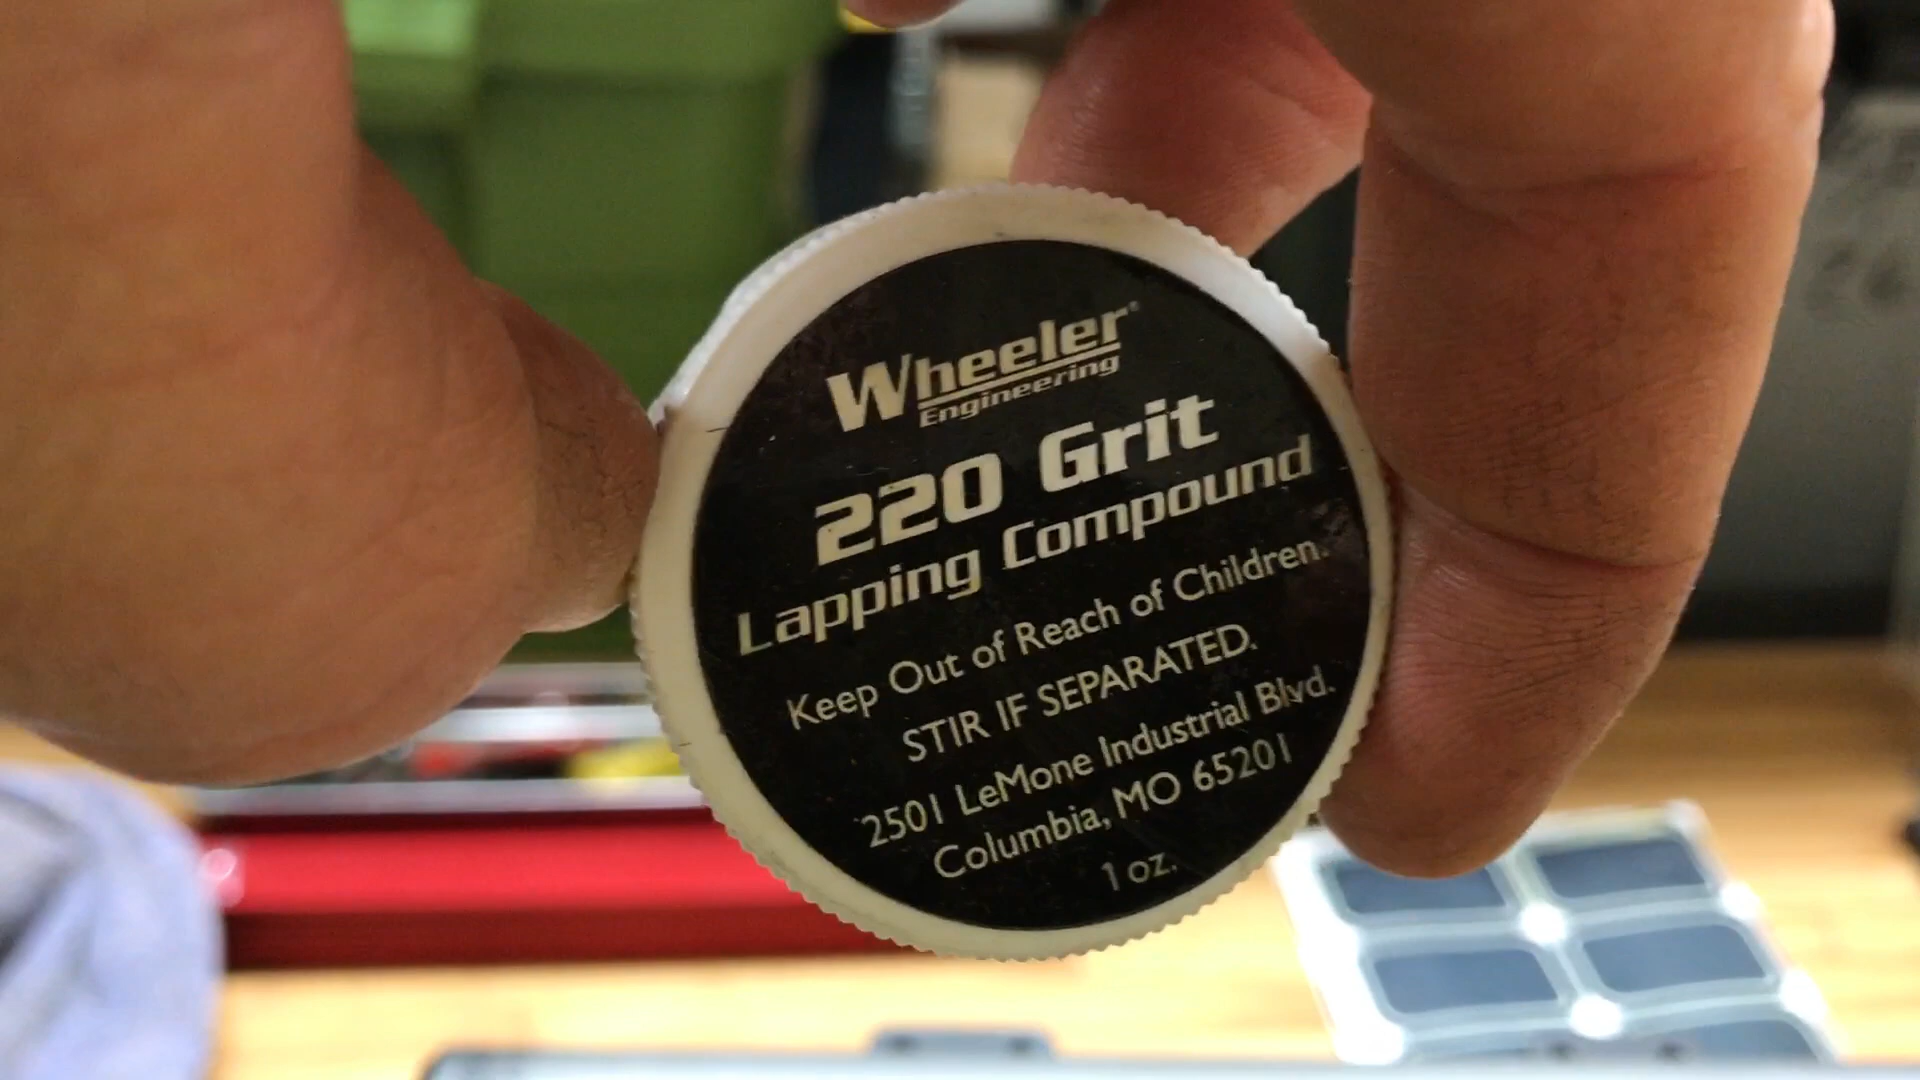 Wheeler®
Engineering
220 Grit
Lapping Compound
Keep Out of Reach of Children.
STIR IF SEPARATED.
2501 LeMone Industrial Blvd.
Columbia, MO 65201
1 oz.